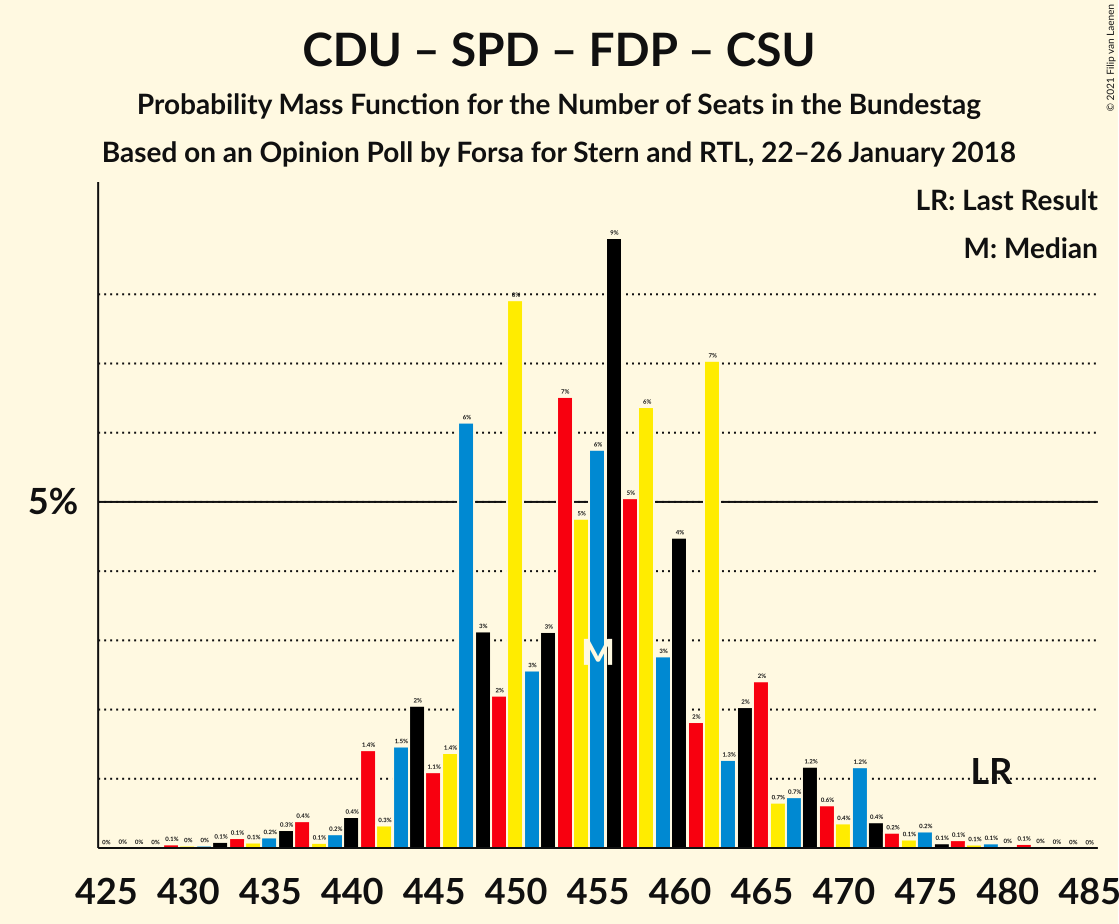 CDU – SPD – FDP – CSU
Probability Mass Function for the Number of Seats in the Bundestag
Based on an Opinion Poll by Forsa for Stern and RTL, 22–26 January 2018
© 2021 Filip van Laenen
LR: Last Result
M: Median
5%
0% 0% 0% 0% 0.1% 0% 0% 0.1% 0.1% 0.1% 0.2% 0.3% 0.4% 0.1% 0.2% 0.4% 1.4% 0.3% 1.5% 2% 1.1% 1.4% 6% 3% 2% 8% 3% 3% 7% 5% 6% 9% 5% 6% 3% 4% 2% 7% 1.3% 2% 2% 0.7% 0.7% 1.2% 0.6% 0.4% 1.2% 0.4% 0.2% 0.1% 0.2% 0.1% 0.1% 0.1% 0.1% 0% 0.1% 0% 0% 0% 0%
M
LR
425 430 435 440 445 450 455 460 465 470 475 480 485